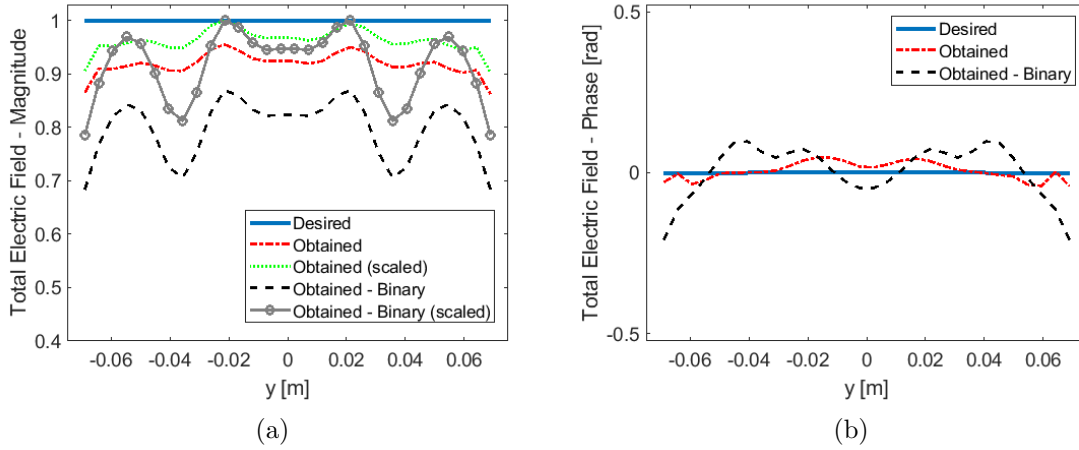 Total Electric Field - Magnitude
1
0.9
0.8
0.7
0.6
0.5
0.4
Desired
Obtained
Obtained (scaled)
Obtained - Binary
Obtained - Binary (scaled)
-0.06 -0.04 -0.02 0 0.02 0.04 0.06
y [m]
(a)
Total Electric Field - Phase [rad]
0.5
0
-0.5
Desired
Obtained
Obtained - Binary
-0.06 -0.04 -0.02 0 0.02 0.04 0.06
y [m]
(b)